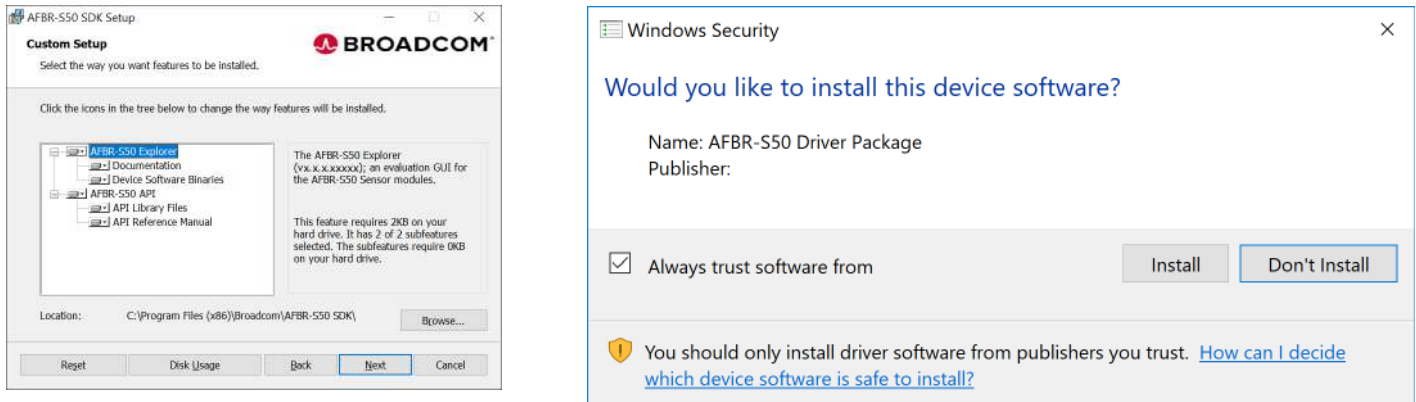 AFBR-S50 SDK Setup
Custom Setup
BROADCOM
Select the way you want features to be installed.
Click the icons in the tree below to change the way features will be installed.
AFBR-S50 Explorer
Documentation
Device Software Binaries
AFBR-S50 API
API Library Files
API Reference Manual
The AFBR-S50 Explorer
(vx.x.x.xxxxx); an evaluation GUI for
the AFBR-S50 Sensor modules.
This feature requires 2KB on your
hard drive. It has 2 of 2 subfeatures
selected. The subfeatures require 0KB
on your hard drive.
Location: C:\Program Files (x86)\Broadcom\AFBR-S50 SDK\
Browse...
Reset Disk Usage Back Next Cancel
Windows Security
Would you like to install this device software?
Name: AFBR-S50 Driver Package
Publisher:
Always trust software from
Install Don't Install
You should only install driver software from publishers you trust. How can I decide
which device software is safe to install?